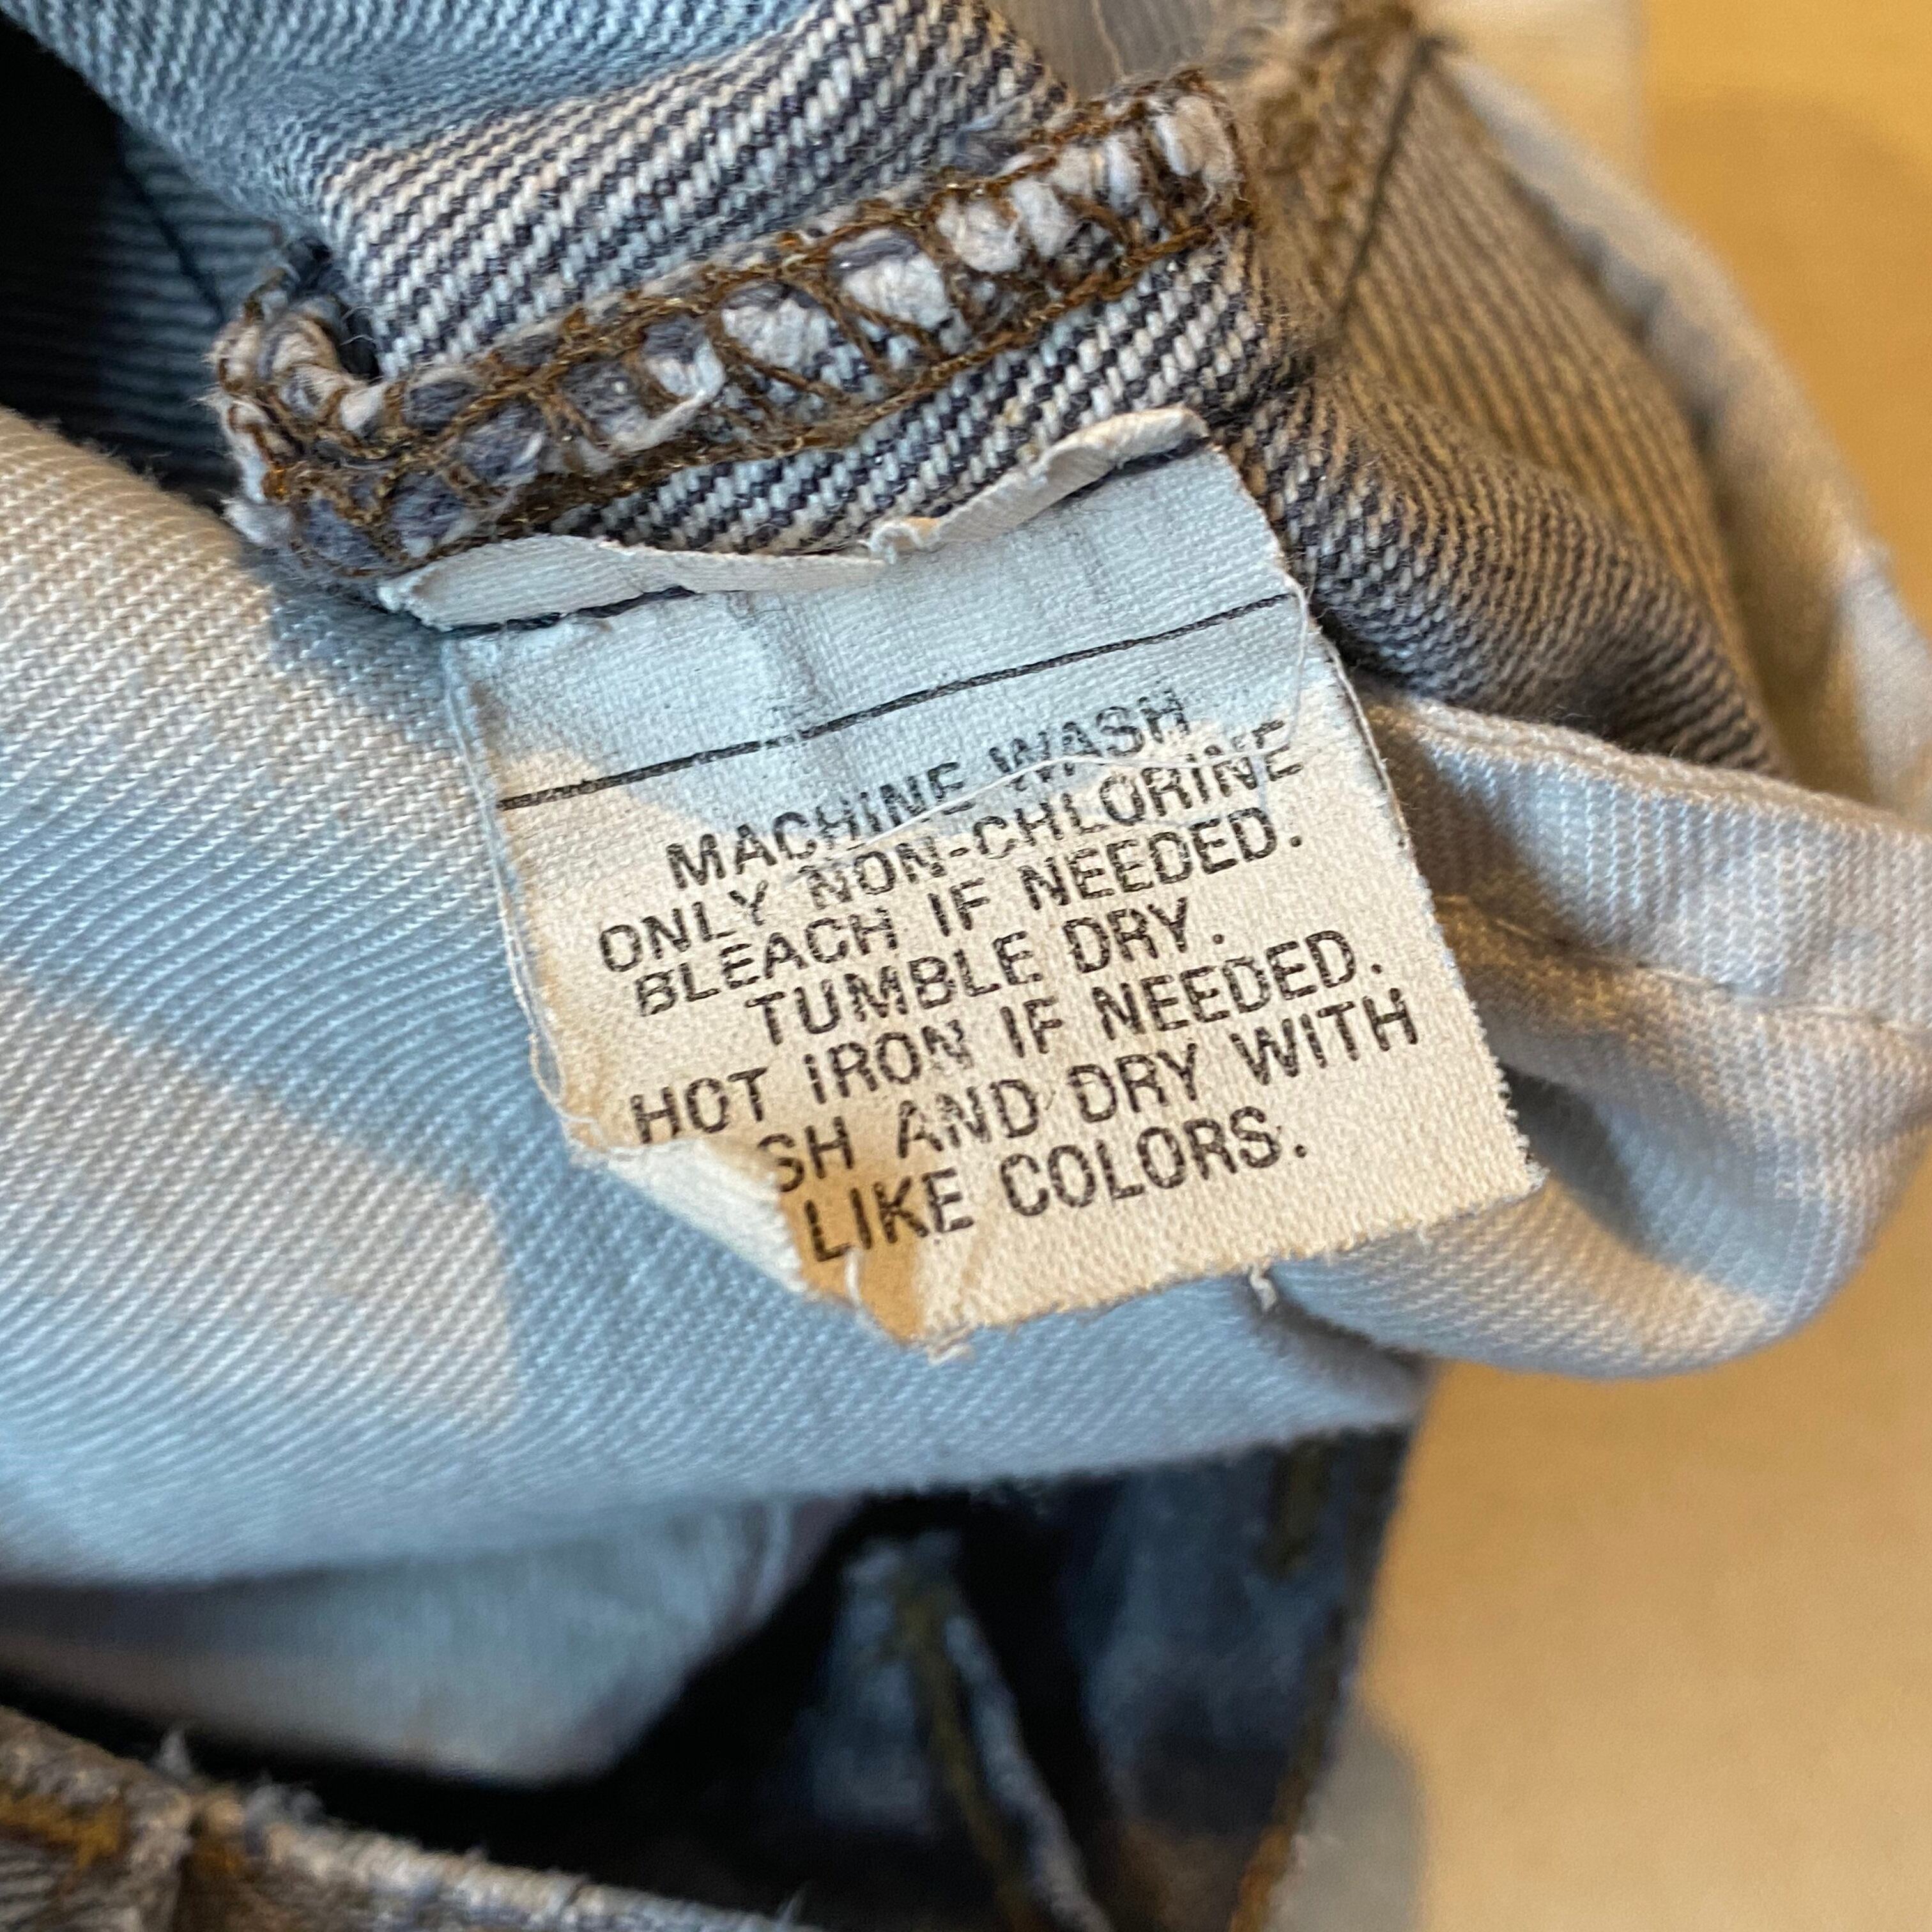 MACHINE WASH
ONLY NON-CHLORINE
BLEACH IF NEEDED.
TUMBLE DRY.
HOT IRON IF NEEDED.
SH AND DRY WITH
LIKE COLORS.